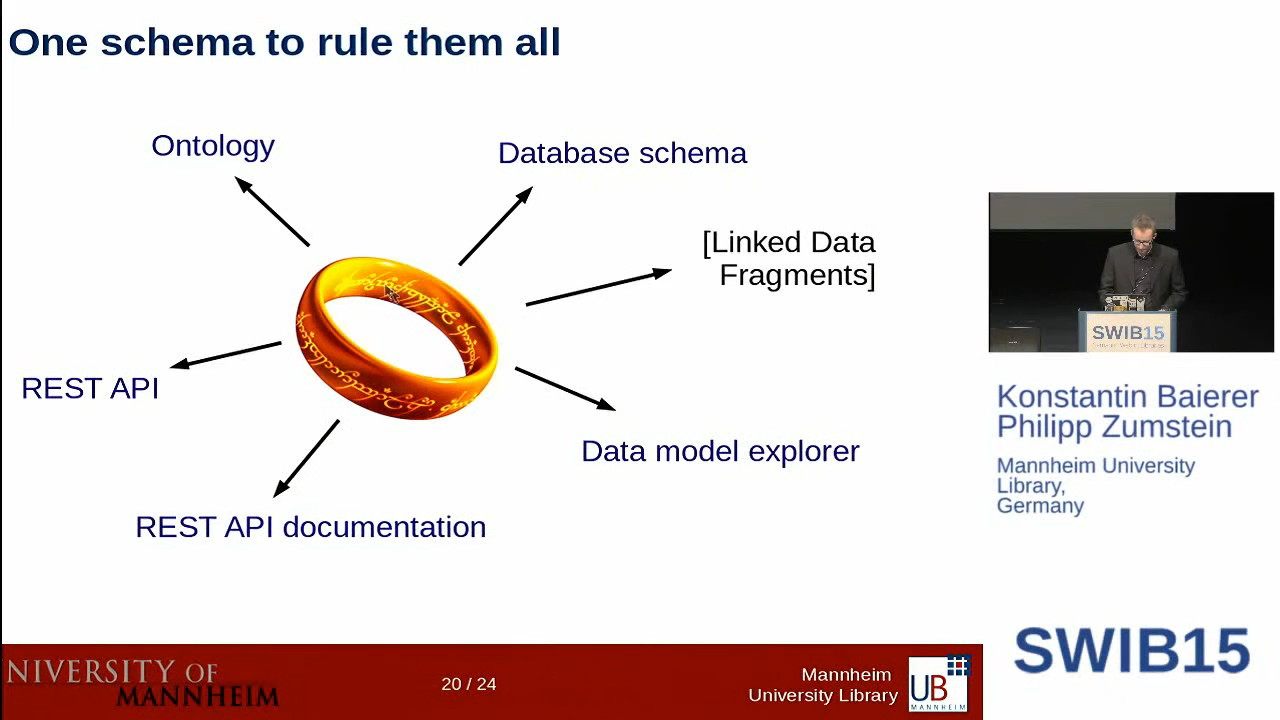 One schema to rule them all
Ontology
Database schema
[Linked Data
Fragments]
REST API
Data model explorer
REST API documentation
NIVERSITY OF
MANNHEIM
20 / 24
Mannheim
University Library
UB
MANNHEIM
SWIB15
Konstantin Baierer
Philipp Zumstein
Mannheim University
Library,
Germany
SWIB15